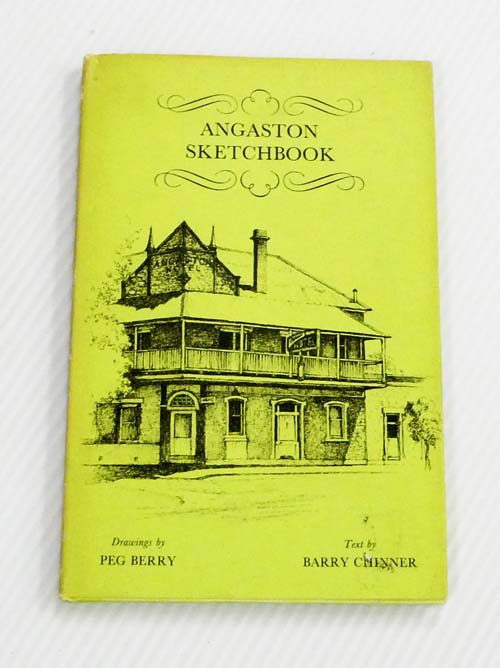 ANGASTON
SKETCHBOOK
Drawings by
PEG BERRY
Text by
BARRY CHINNER